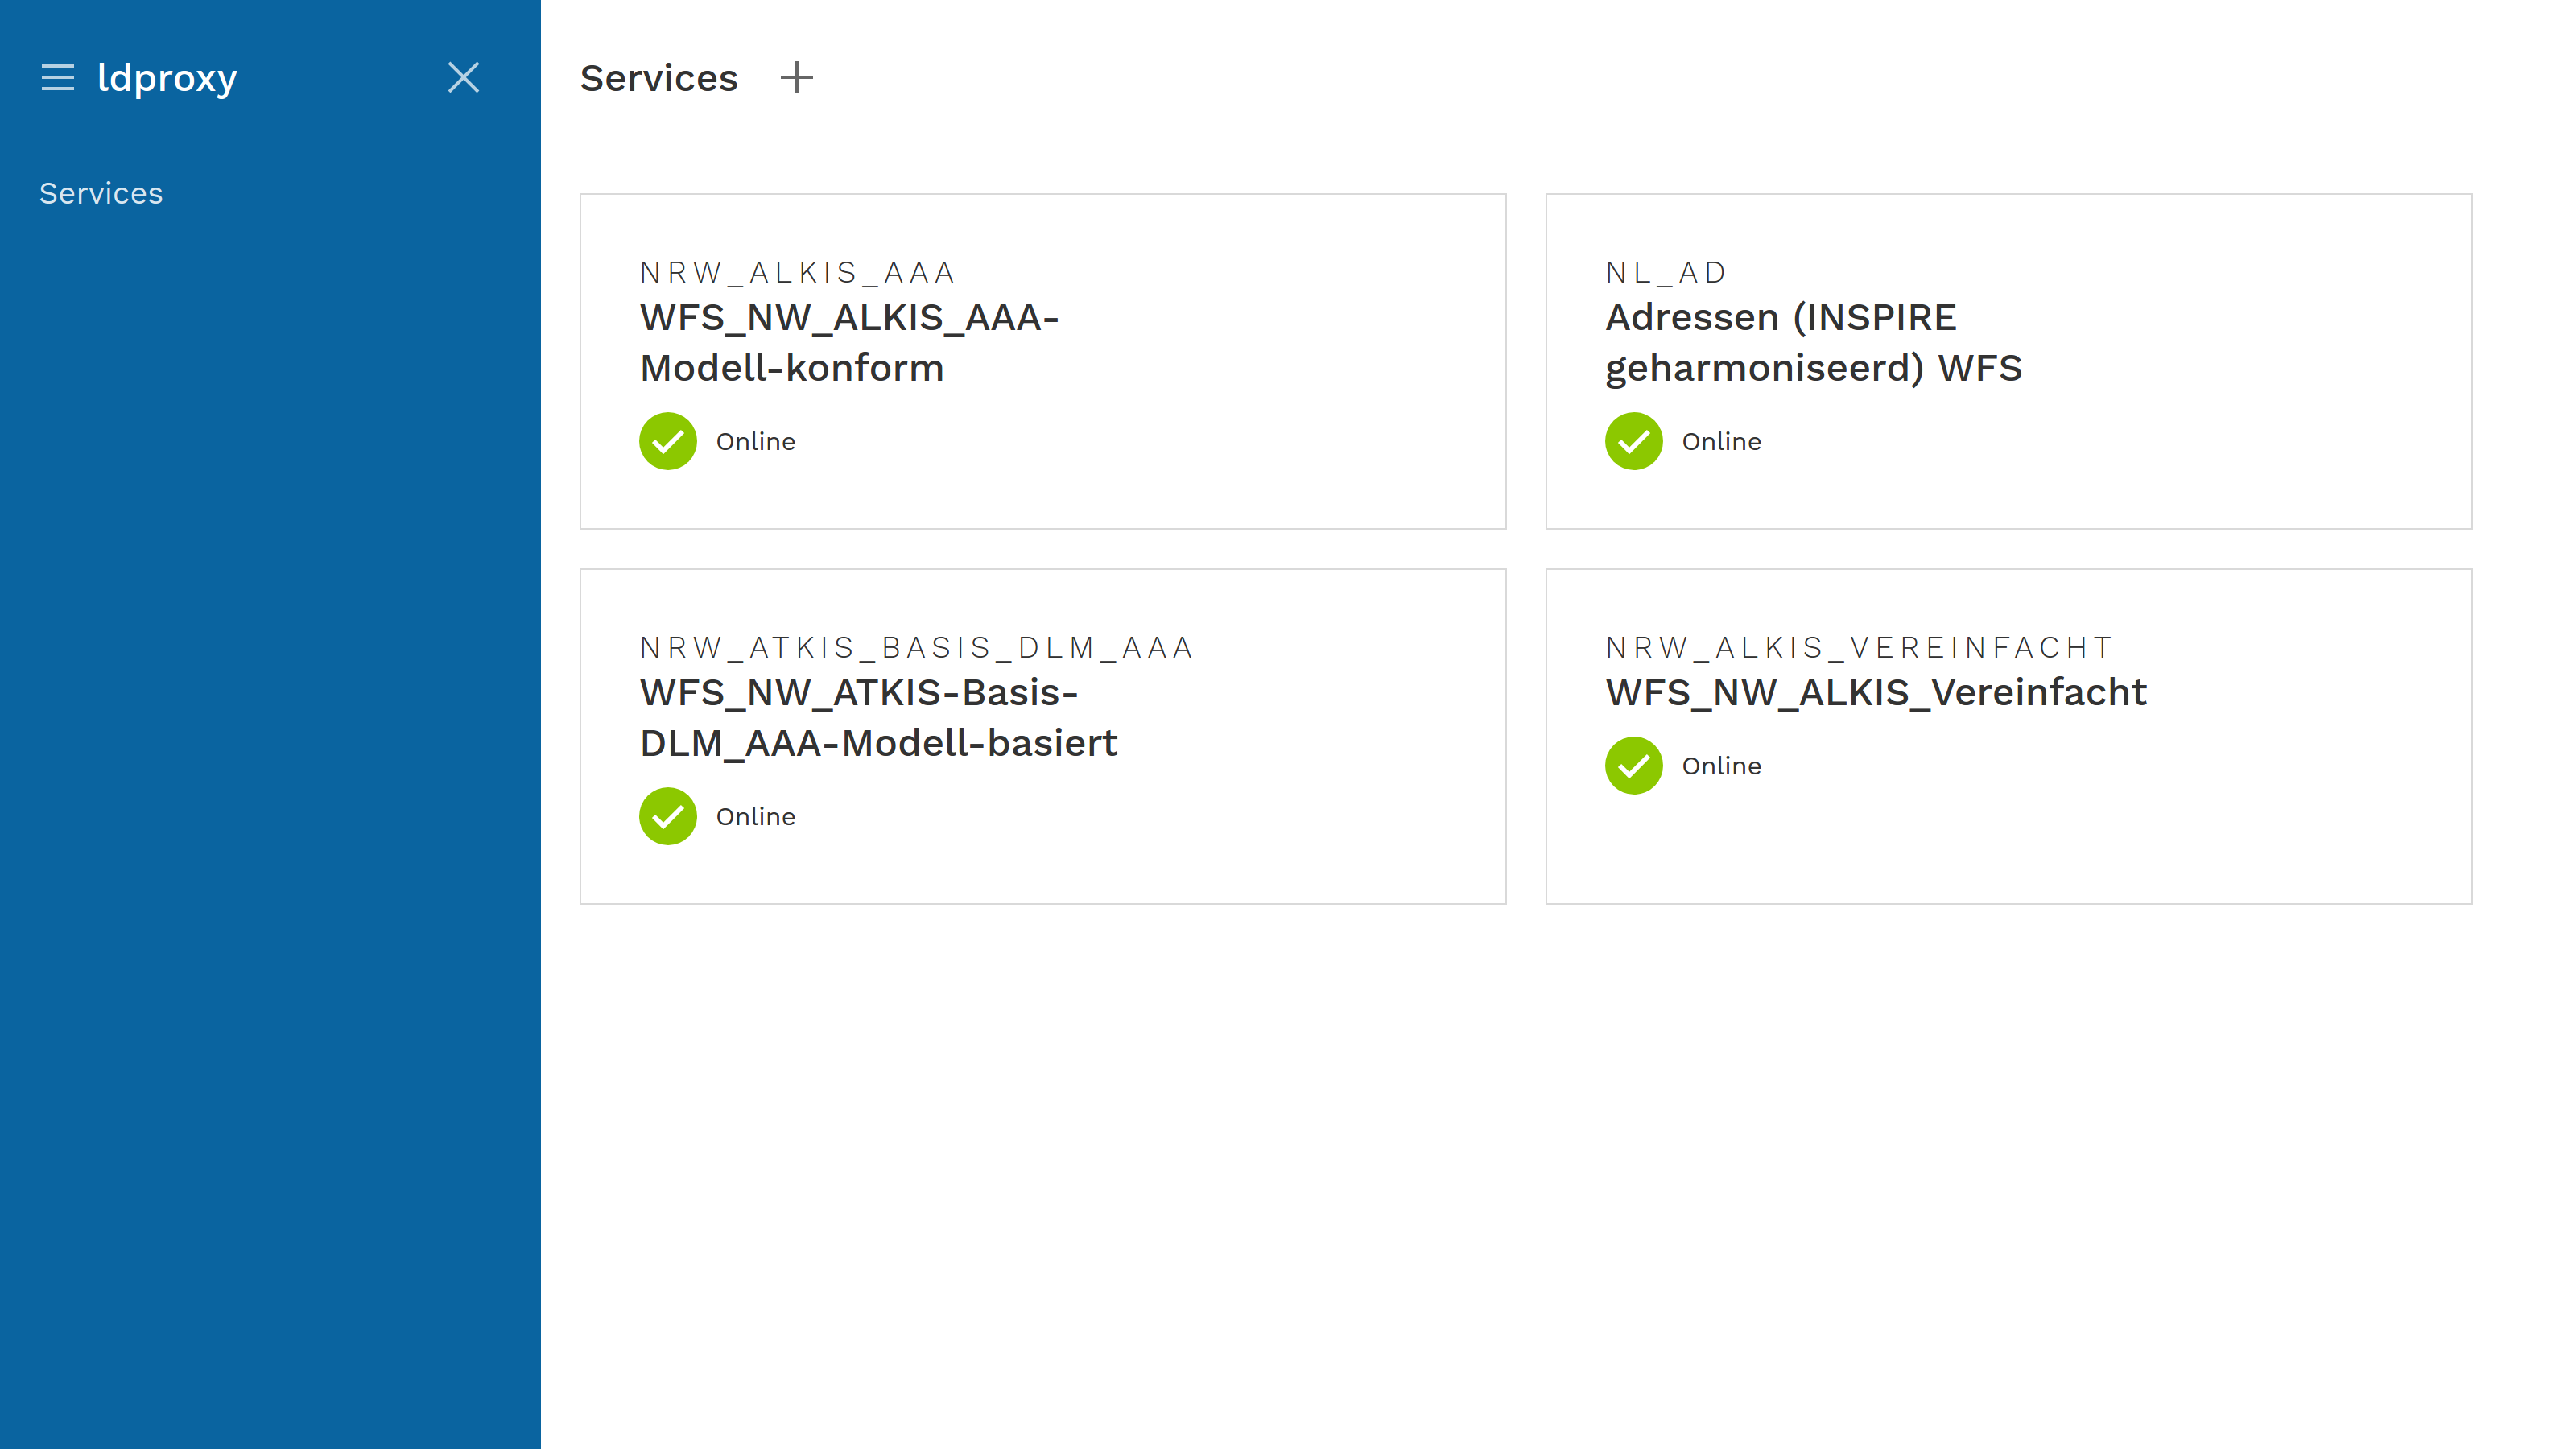 ldproxy
Services
Services
NRW_ALKIS_AAA
WFS_NW_ALKIS_AAA-
Modell-konform
Online
NL_AD
Adressen (INSPIRE
geharmoniseerd) WFS
Online
NRW_ATKIS_BASIS_DLM_AAA
WFS_NW_ATKIS-Basis-
DLM_AAA-Modell-basiert
Online
NRW_ALKIS_VEREINFACHT
WFS_NW_ALKIS_Vereinfacht
Online